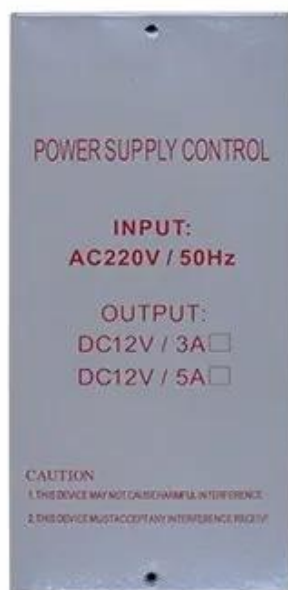 POWER SUPPLY CONTROL
INPUT:
AC220V / 50Hz
OUTPUT:
DC12V / 3A
DC12V / 5A
CAUTION
1. THIS DEVICE MAY NOT CAUSE HARMFUL INTERFERENCE
2. THIS DEVICE MUST ACCEPT ANY INTERFERENCE